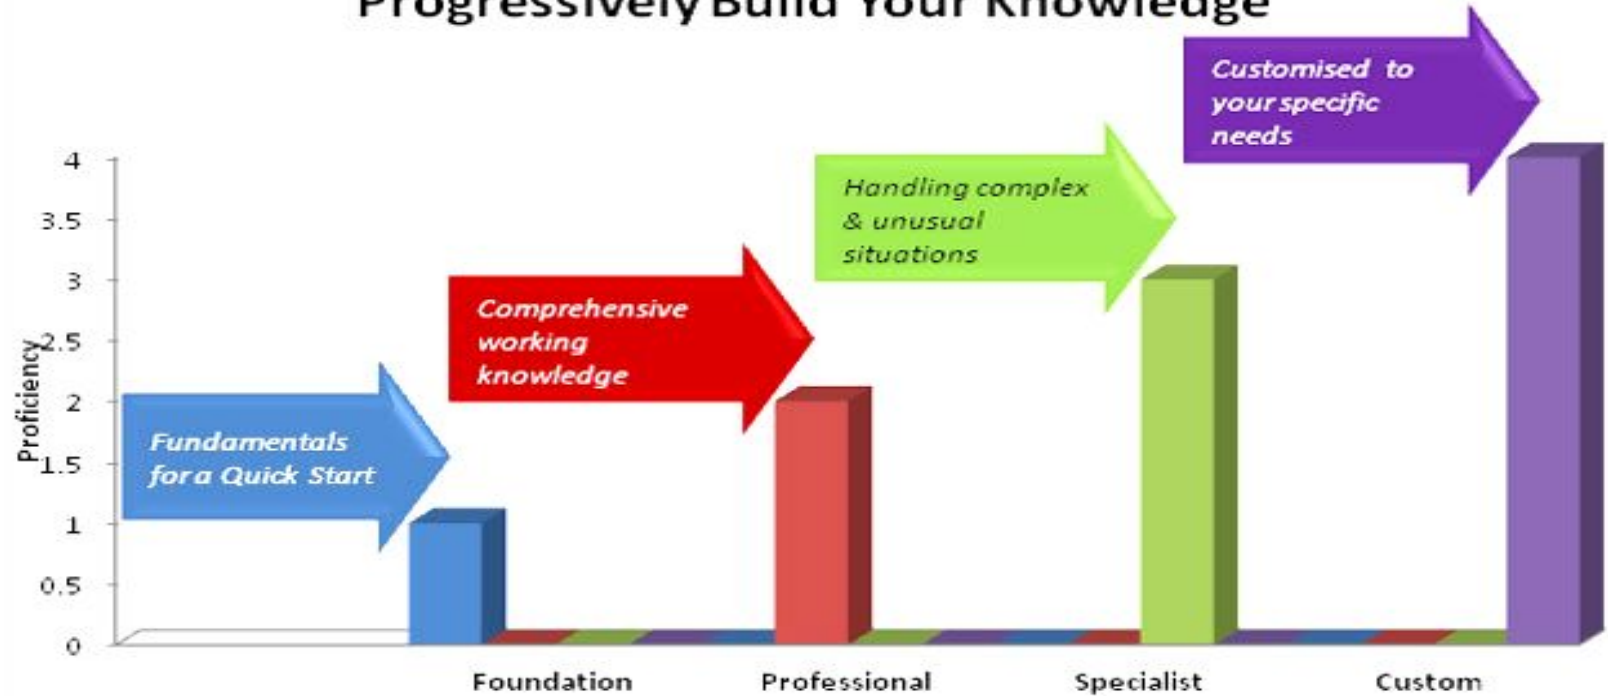 Progressively Build Your Knowledge
Customised to
your specific
needs
Handling complex
& unusual
situations
Comprehensive
working
knowledge
Fundamentals
for a Quick Start
Proficiency
4
3.5
3
2.5
2
1.5
1
0.5
0
Foundation
Professional
Specialist
Custom